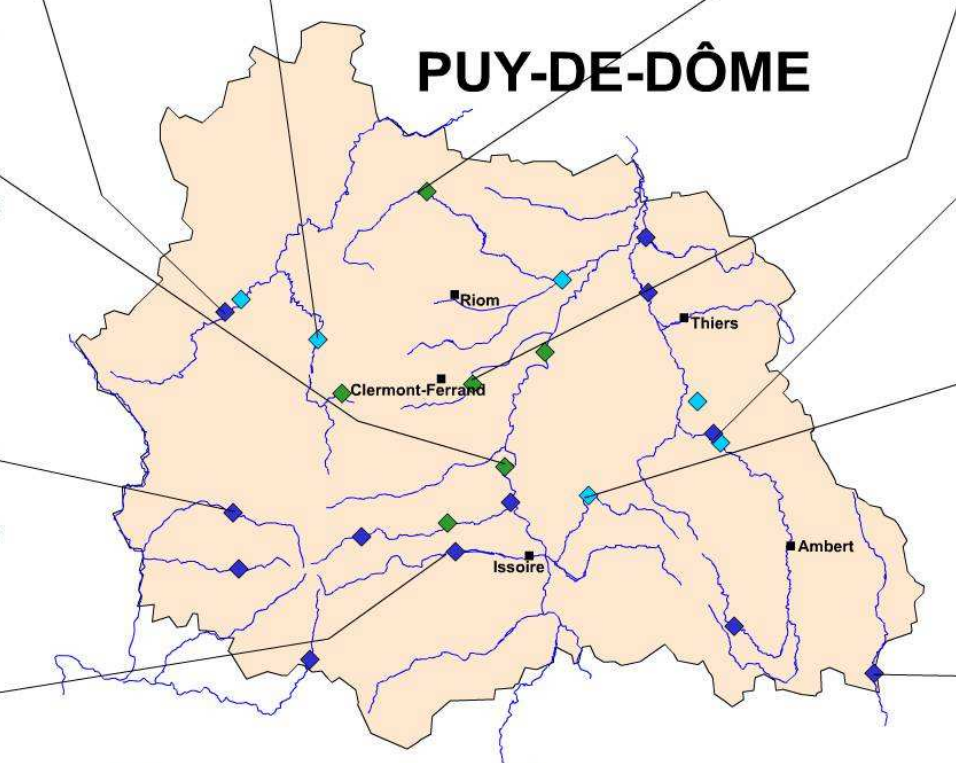 PUY-DE-DÔME
Riom
Thiers
Clermont-Ferrand
Ambert
Issoire